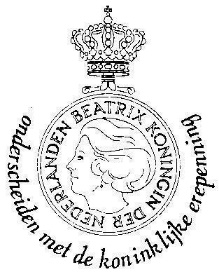 BEATRIX KONINGIN DER NEDERLANDEN
onderscheiden met de koninklijke erepenning